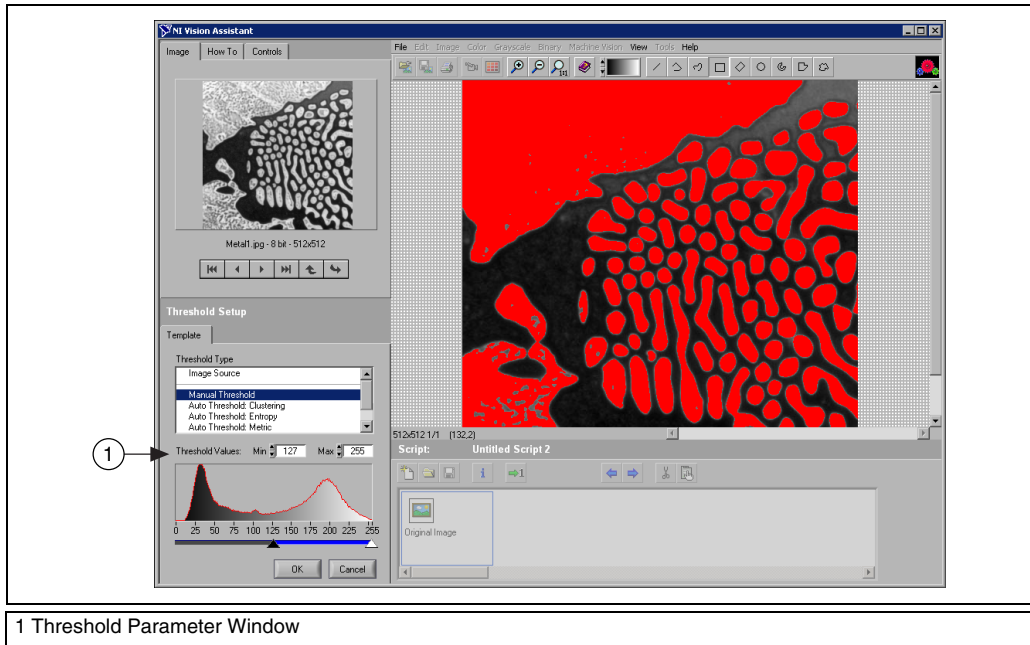 NI Vision Assistant
Image How To Controls
File Edit Image Color Grayscale Binary Machine Vision View Tools Help
Metal1.jpg - 8 bit - 512x512
Threshold Setup
Template
Threshold Type
Image Source
Manual Threshold
Auto Threshold: Clustering
Auto Threshold: Entropy
Auto Threshold: Metric
1
Threshold Values: Min 127 Max 255
0 25 50 75 100 125 150 175 200 225 255
OK Cancel
512x512 1/1 (132,2)
Script: Untitled Script 2
1
Original Image
1 Threshold Parameter Window